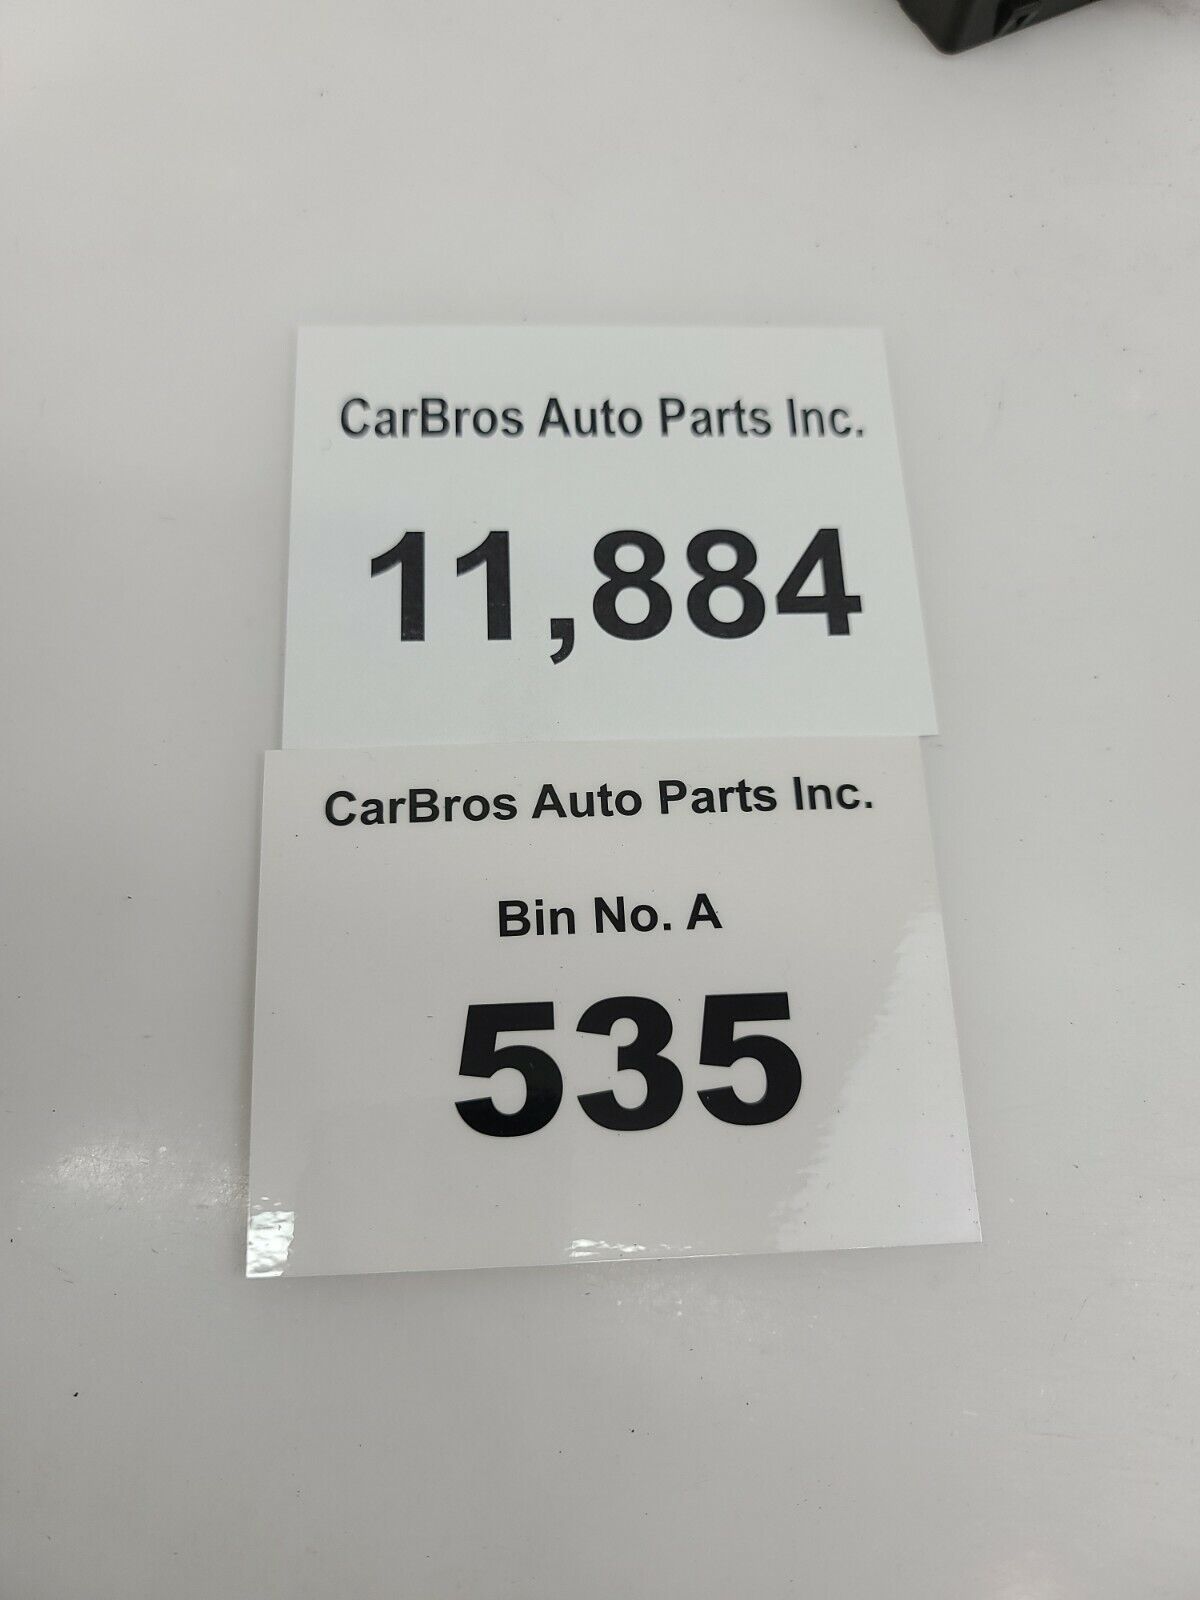 CarBros Auto Parts Inc.
11,884
CarBros Auto Parts Inc.
Bin No. A
535